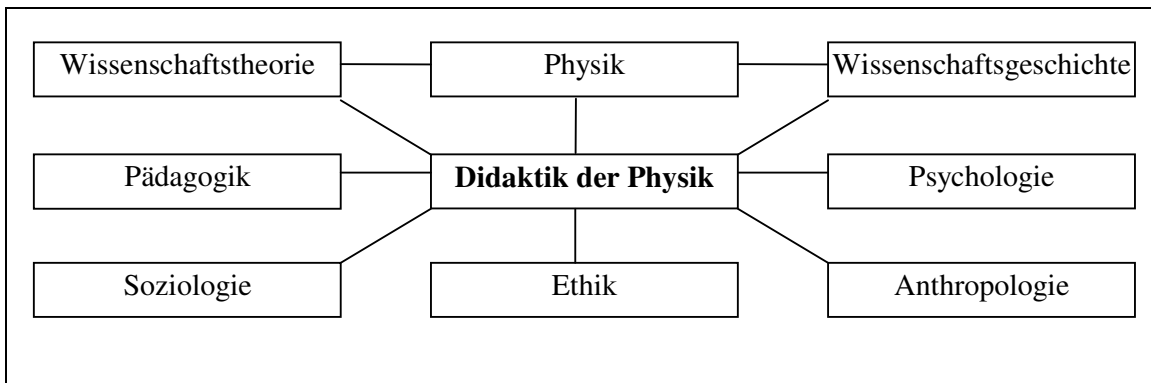 Wissenschaftstheorie
Physik
Wissenschaftsgeschichte
Pädagogik
Didaktik der Physik
Psychologie
Soziologie
Ethik
Anthropologie